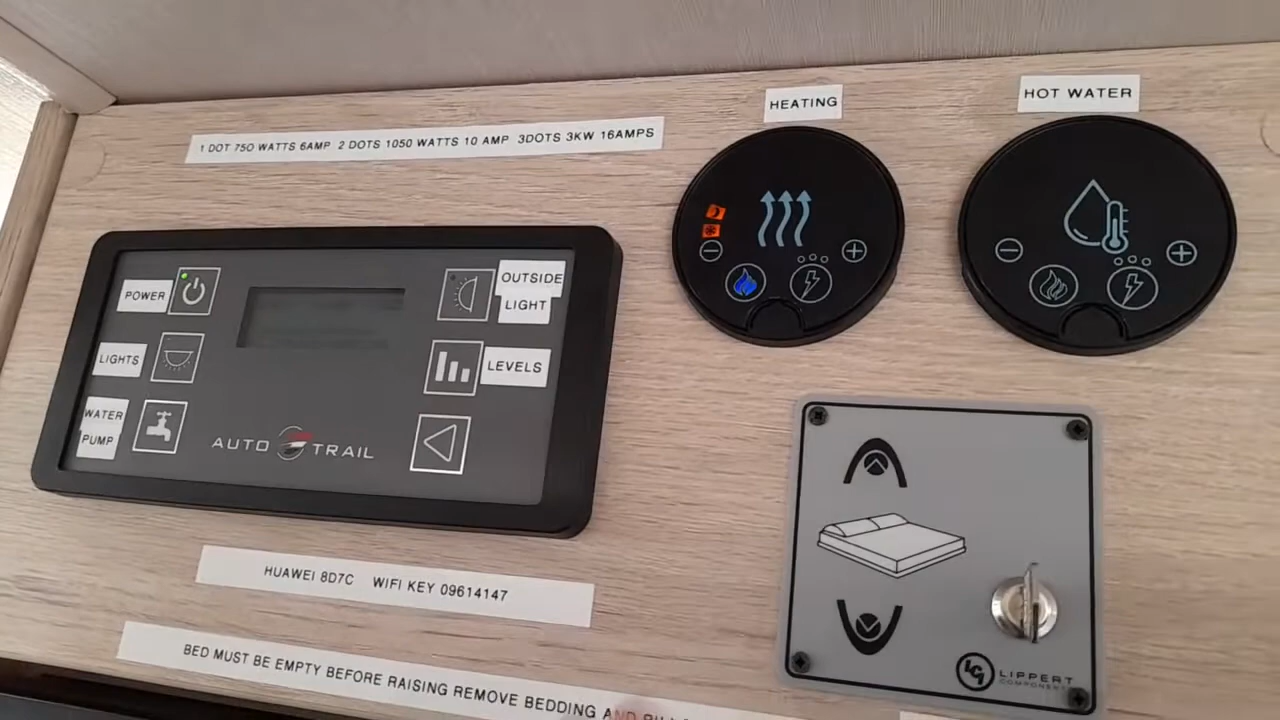 HEATING
HOT WATER
1 DOT 750 WATTS 6AMP 2 DOTS 1050 WATTS 10 AMP 3DOTS 3KW 16AMPS
POWER
OUTSIDE
LIGHT
LIGHTS
LEVELS
WATER
PUMP
AUTO TRAIL
HUAWEI 8D7C WIFI KEY 09614147
BED MUST BE EMPTY BEFORE RAISING REMOVE BEDDING AND
LCI LIPPERT
COMPONENTS